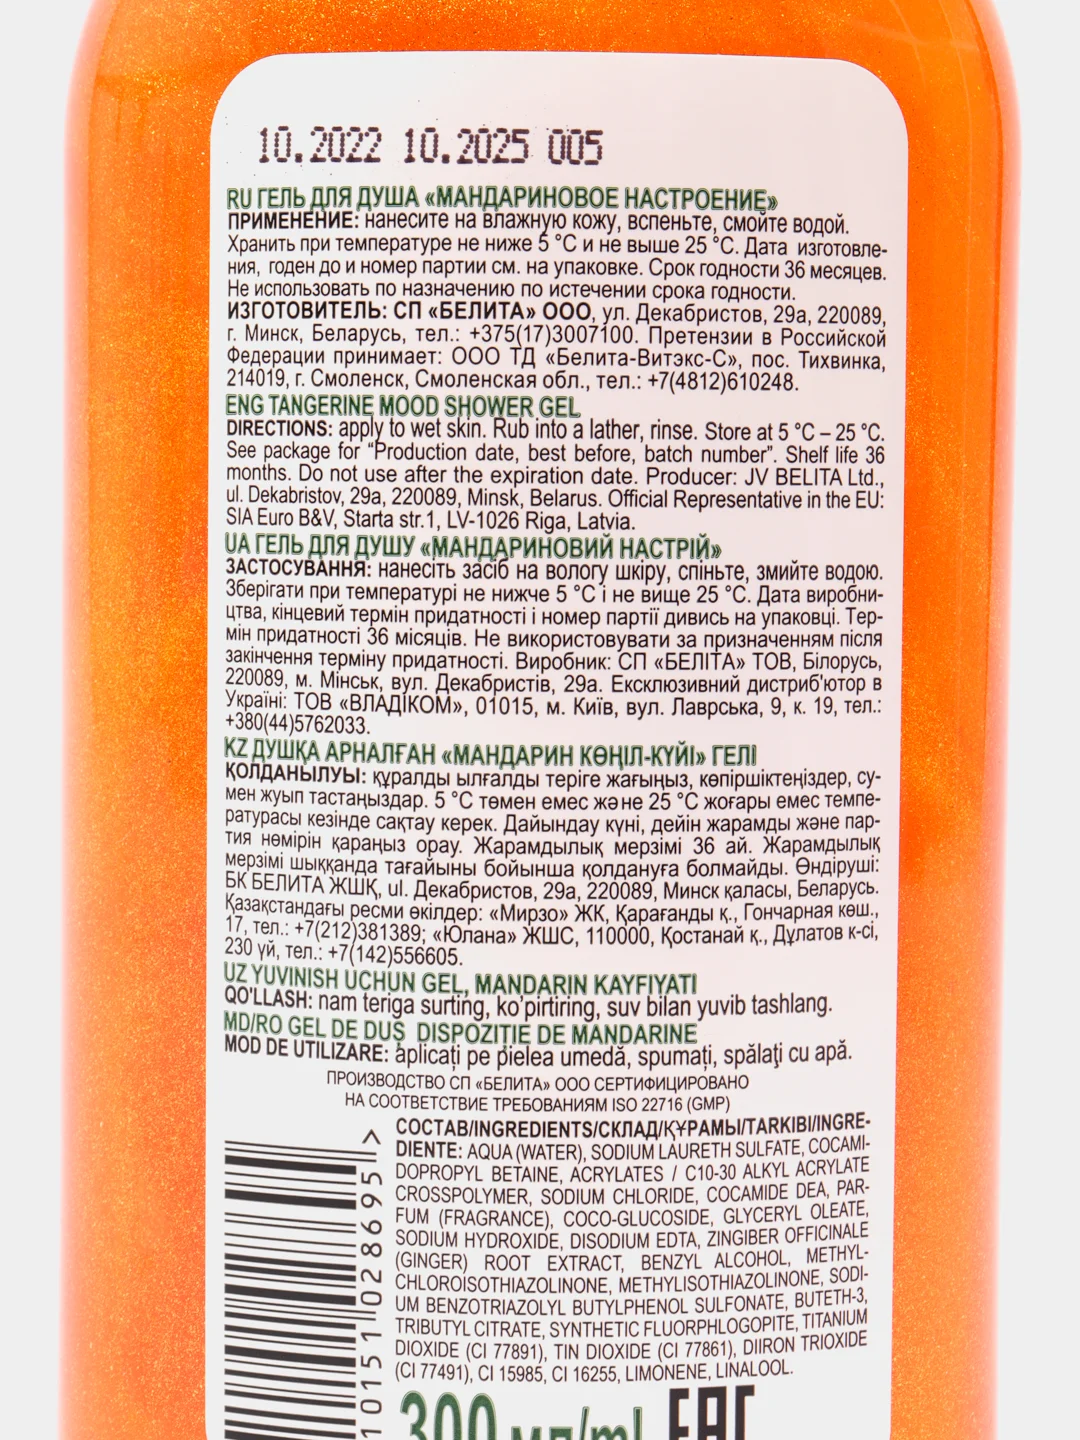 10.2022 10.2025 005
RU ГЕЛЬ ДЛЯ ДУША «МАНДАРИНОВОЕ НАСТРОЕНИЕ»
ПРИМЕНЕНИЕ: нанесите на влажную кожу, вспеньте, смойте водой.
Хранить при температуре не ниже 5 °C и не выше 25 °C. Дата изготовле-
ния, годен до и номер партии см. на упаковке. Срок годности 36 месяцев.
Не использовать по назначению по истечении срока годности.
ИЗГОТОВИТЕЛЬ: СП «БЕЛИТА» ООО, ул. Декабристов, 29а, 220089,
г. Минск, Беларусь, тел.: +375(17)3007100. Претензии в Российской
Федерации принимает: ООО ТД «Белита-Витэкс-С», пос. Тихвинка,
214019, г. Смоленск, Смоленская обл., тел.: +7(4812)610248.
ENG TANGERINE MOOD SHOWER GEL
DIRECTIONS: apply to wet skin. Rub into a lather, rinse. Store at 5 °C – 25 °C.
See package for “Production date, best before, batch number”. Shelf life 36
months. Do not use after the expiration date. Producer: JV BELITA Ltd.,
ul. Dekabristov, 29a, 220089, Minsk, Belarus. Official Representative in the EU:
SIA Euro B&V, Starta str.1, LV-1026 Riga, Latvia.
UA ГЕЛЬ ДЛЯ ДУШУ «МАНДАРИНОВИЙ НАСТРІЙ»
ЗАСТОСУВАННЯ: нанесіть засіб на вологу шкіру, спіньте, змийте водою.
Зберігати при температурі не нижче 5 °C і не вище 25 °C. Дата виробни-
цтва, кінцевий термін придатності і номер партії дивись на упаковці. Тер-
мін придатності 36 місяців. Не використовувати за призначенням після
закінчення терміну придатності. Виробник: СП «БЕЛІТА» ТОВ, Білорусь,
220089, м. Мінськ, вул. Декабристів, 29а. Ексклюзивний дистриб'ютор в
Україні: ТОВ «ВЛАДІКОМ», 01015, м. Київ, вул. Лаврська, 9, к. 19, тел.:
+380(44)5762033.
KZ ДУШҚА АРНАЛҒАН «МАНДАРИН КӨҢІЛ-КҮЙІ» ГЕЛІ
ҚОЛДАНЫЛУЫ: құралды ылғалды теріге жағыңыз, көпіршіктеңіздер, су-
мен жуып тастаңыздар. 5 °C төмен емес және 25 °C жоғары емес темпе-
ратурасы кезінде сақтау керек. Дайындау күні, дейін жарамды және пар-
тия нөмірін қараңыз орау. Жарамдылық мерзімі 36 ай. Жарамдылық
мерзімі шыққанда тағайыны бойынша қолдануға болмайды. Өндіруші:
БК БЕЛИТА ЖШҚ, ul. Декабристов, 29а, 220089, Минск қаласы, Беларусь.
Қазақстандағы ресми өкілдер: «Мирзо» ЖК, Қарағанды қ., Гончарная көш.,
17, тел.: +7(212)381389; «Юлана» ЖШС, 110000, Қостанай қ., Дұлатов к-сі,
230 үй, тел.: +7(142)556605.
UZ YUVINISH UCHUN GEL, MANDARIN KAYFIYATI
QO'LLASH: nam teriga surting, ko'pirtiring, suv bilan yuvib tashlang.
MD/RO GEL DE DUȘ DISPOZIȚIE DE MANDARINE
MOD DE UTILIZARE: aplicați pe pielea umedă, spumați, spălați cu apă.
ПРОИЗВОДСТВО СП «БЕЛИТА» ООО СЕРТИФИЦИРОВАНО
НА СООТВЕТСТВИЕ ТРЕБОВАНИЯМ ISO 22716 (GMP)
СОСТАВ/INGREDIENTS/СКЛАД/ҚҰРАМЫ/TARKIBI/INGRE-
DIENTE: AQUA (WATER), SODIUM LAURETH SULFATE, COCAMI-
DOPROPYL BETAINE, ACRYLATES / C10-30 ALKYL ACRYLATE
CROSSPOLYMER, SODIUM CHLORIDE, COCAMIDE DEA, PAR-
FUM (FRAGRANCE), COCO-GLUCOSIDE, GLYCERYL OLEATE,
SODIUM HYDROXIDE, DISODIUM EDTA, ZINGIBER OFFICINALE
(GINGER) ROOT EXTRACT, BENZYL ALCOHOL, METHYL-
CHLOROISOTHIAZOLINONE, METHYLISOTHIAZOLINONE, SODI-
UM BENZOTRIAZOLYL BUTYLPHENOL SULFONATE, BUTETH-3,
TRIBUTYL CITRATE, SYNTHETIC FLUORPHLOGOPITE, TITANIUM
DIOXIDE (CI 77891), TIN DIOXIDE (CI 77861), DIIRON TRIOXIDE
(CI 77491), CI 15985, CI 16255, LIMONENE, LINALOOL.
10151 028695 >
300 мл/ml EAC